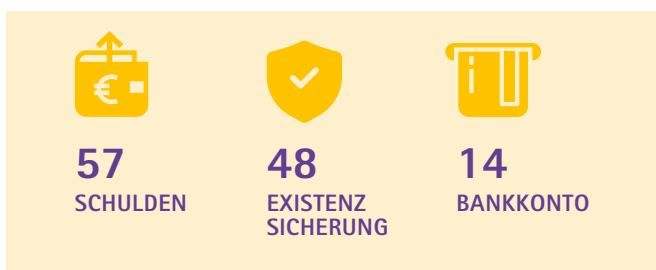 57
SCHULDEN
48
EXISTENZ
SICHERUNG
14
BANKKONTO